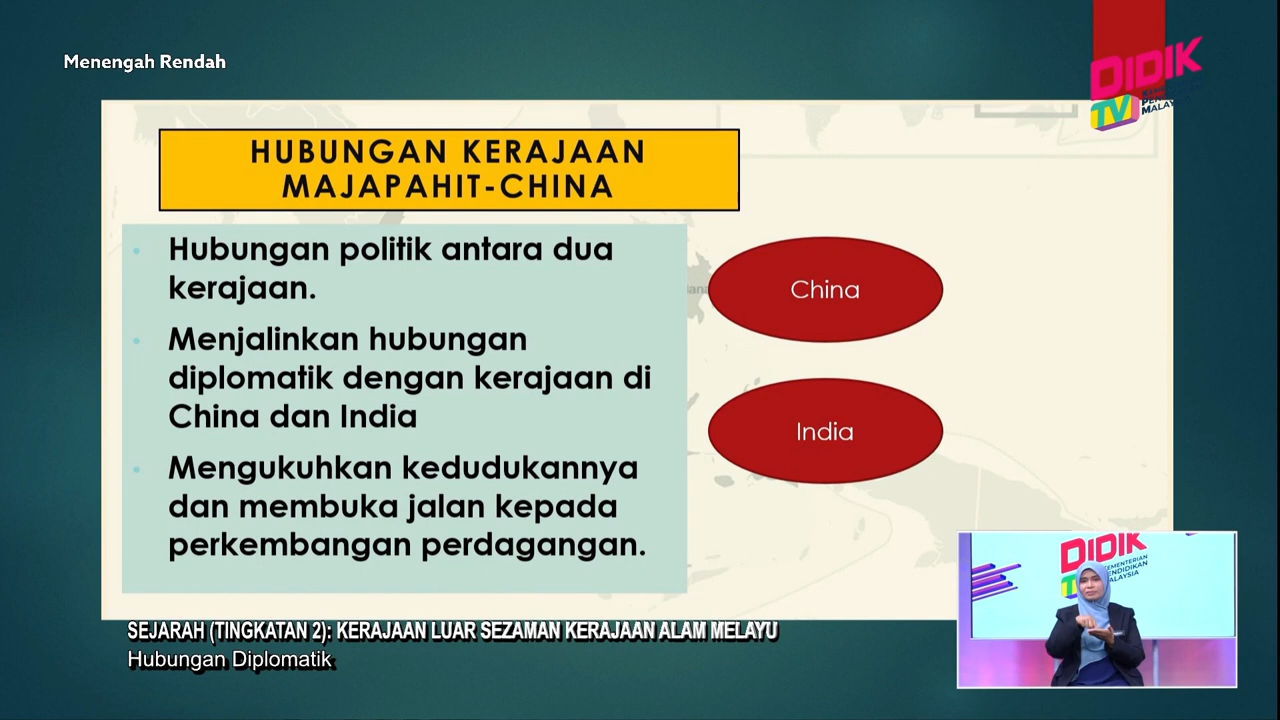 Menengah Rendah
DIDIK
TV
HUBUNGAN KERAJAAN
MAJAPAHIT-CHINA
Hubungan politik antara dua
kerajaan.
Menjalinkan hubungan
diplomatik dengan kerajaan di
China dan India
Mengukuhkan kedudukannya
dan membuka jalan kepada
perkembangan perdagangan.
China
India
DIDIK
TV
KEMENTERIAN
PENDIDIKAN
MALAYSIA
SEJARAH (TINGKATAN 2): KERAJAAN LUAR SEZAMAN KERAJAAN ALAM MELAYU
Hubungan Diplomatik